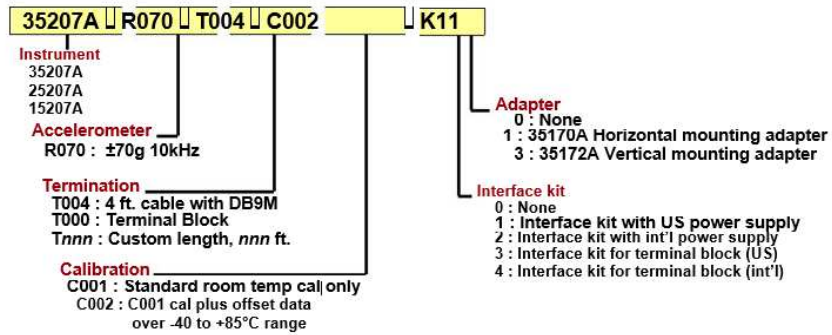 35207A R070 T004 C002 K11
Instrument
35207A
25207A
15207A
Accelerometer
R070 : ±70g 10kHz
Termination
T004 : 4 ft. cable with DB9M
T000 : Terminal Block
Tnnn : Custom length, nnn ft.
Calibration
C001 : Standard room temp cal only
C002 : C001 cal plus offset data
over -40 to +85°C range
Adapter
0 : None
1 : 35170A Horizontal mounting adapter
3 : 35172A Vertical mounting adapter
Interface kit
0 : None
1 : Interface kit with US power supply
2 : Interface kit with int'l power supply
3 : Interface kit for terminal block (US)
4 : Interface kit for terminal block (int'l)